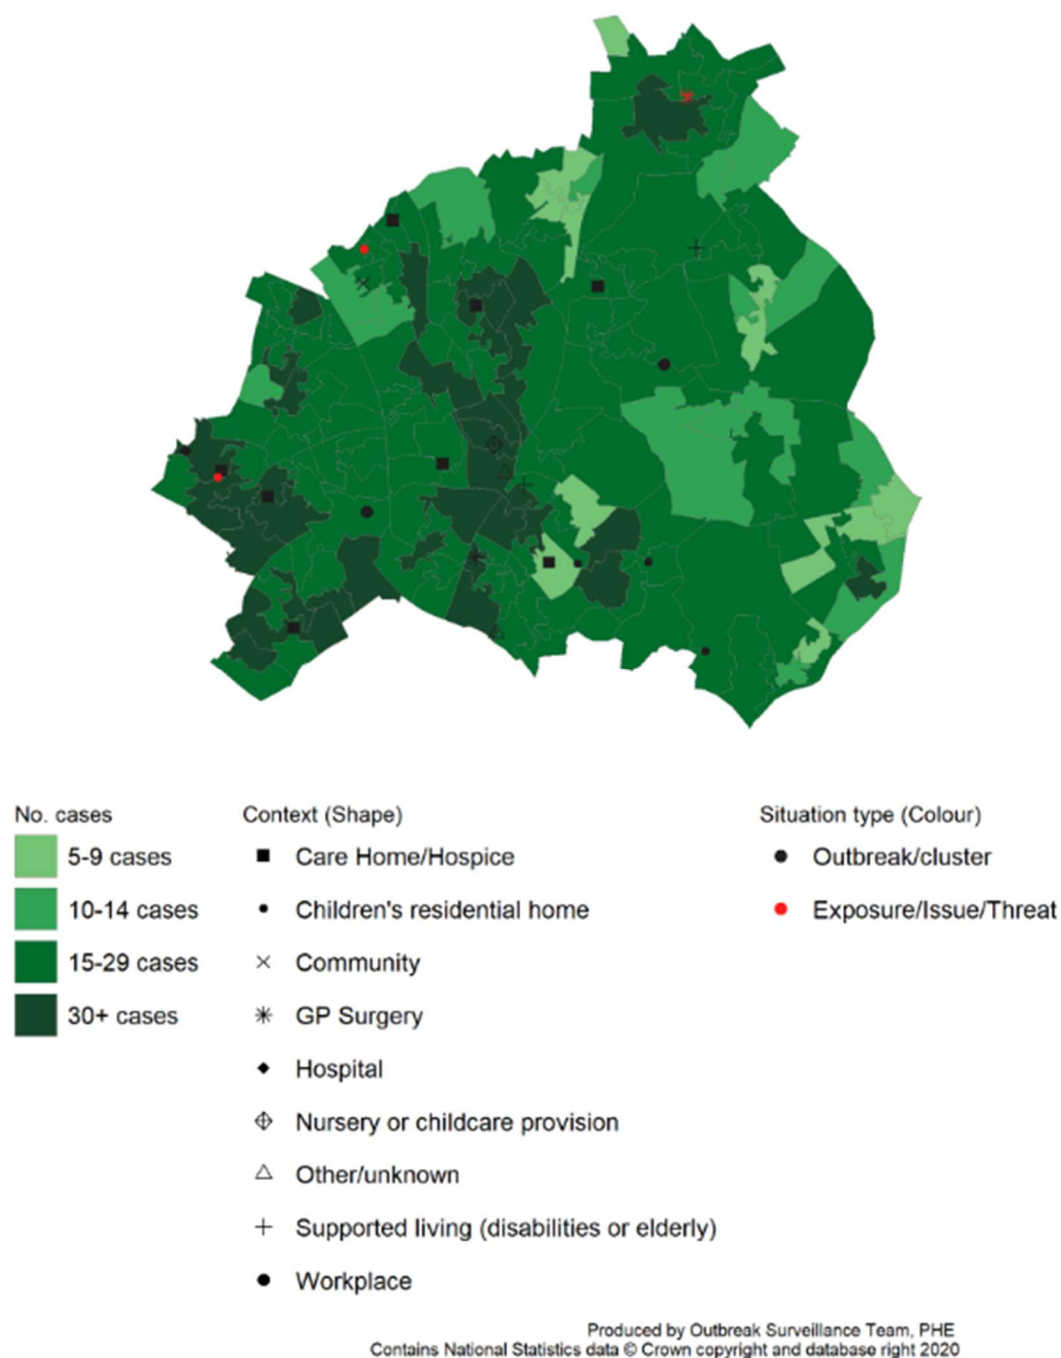 No. cases
5-9 cases
10-14 cases
15-29 cases
30+ cases
Context (Shape)
Care Home/Hospice
Children's residential home
Community
GP Surgery
Hospital
Nursery or childcare provision
Other/unknown
Supported living (disabilities or elderly)
Workplace
Situation type (Colour)
Outbreak/cluster
Exposure/Issue/Threat
Produced by Outbreak Surveillance Team, PHE
Contains National Statistics data © Crown copyright and database right 2020